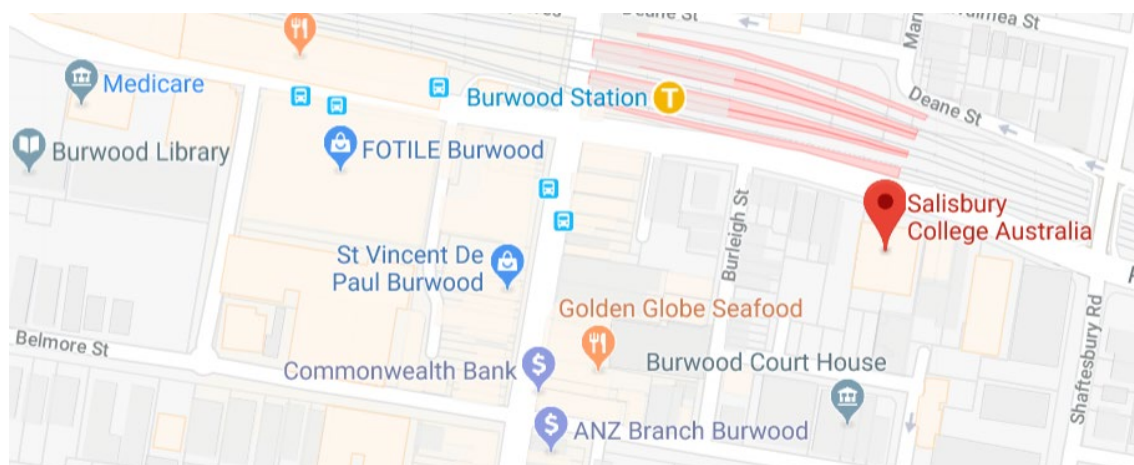 Deane St
Medicare
Burwood Station
T
Deane St
Burwood Library
FOTILE Burwood
Salisbury
College Australia
Burleigh St
St Vincent De
Paul Burwood
Golden Globe Seafood
Belmore St
Commonwealth Bank
$
Burwood Court House
Shaftesbury Rd
$
ANZ Branch Burwood